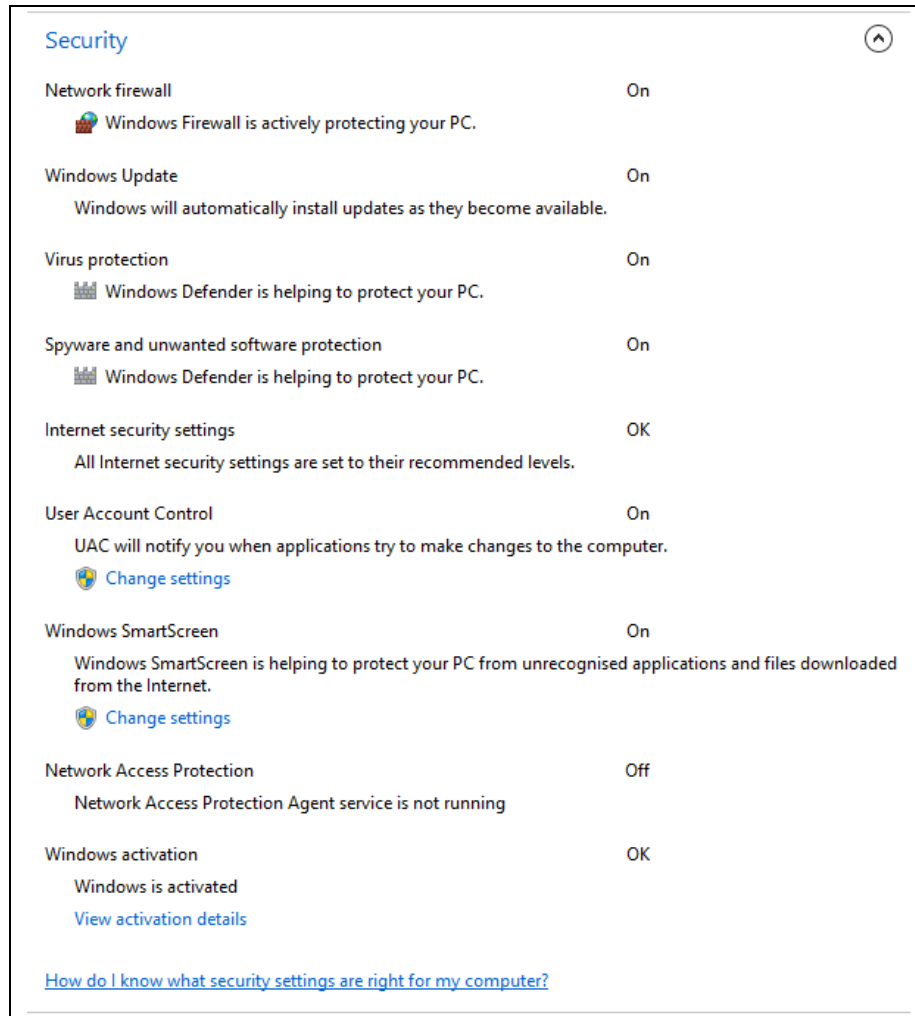 Security
Network firewall On
Windows Firewall is actively protecting your PC.
Windows Update On
Windows will automatically install updates as they become available.
Virus protection On
Windows Defender is helping to protect your PC.
Spyware and unwanted software protection On
Windows Defender is helping to protect your PC.
Internet security settings OK
All Internet security settings are set to their recommended levels.
User Account Control On
UAC will notify you when applications try to make changes to the computer.
Change settings
Windows SmartScreen On
Windows SmartScreen is helping to protect your PC from unrecognised applications and files downloaded
from the Internet.
Change settings
Network Access Protection Off
Network Access Protection Agent service is not running
Windows activation OK
Windows is activated
View activation details
How do I know what security settings are right for my computer?